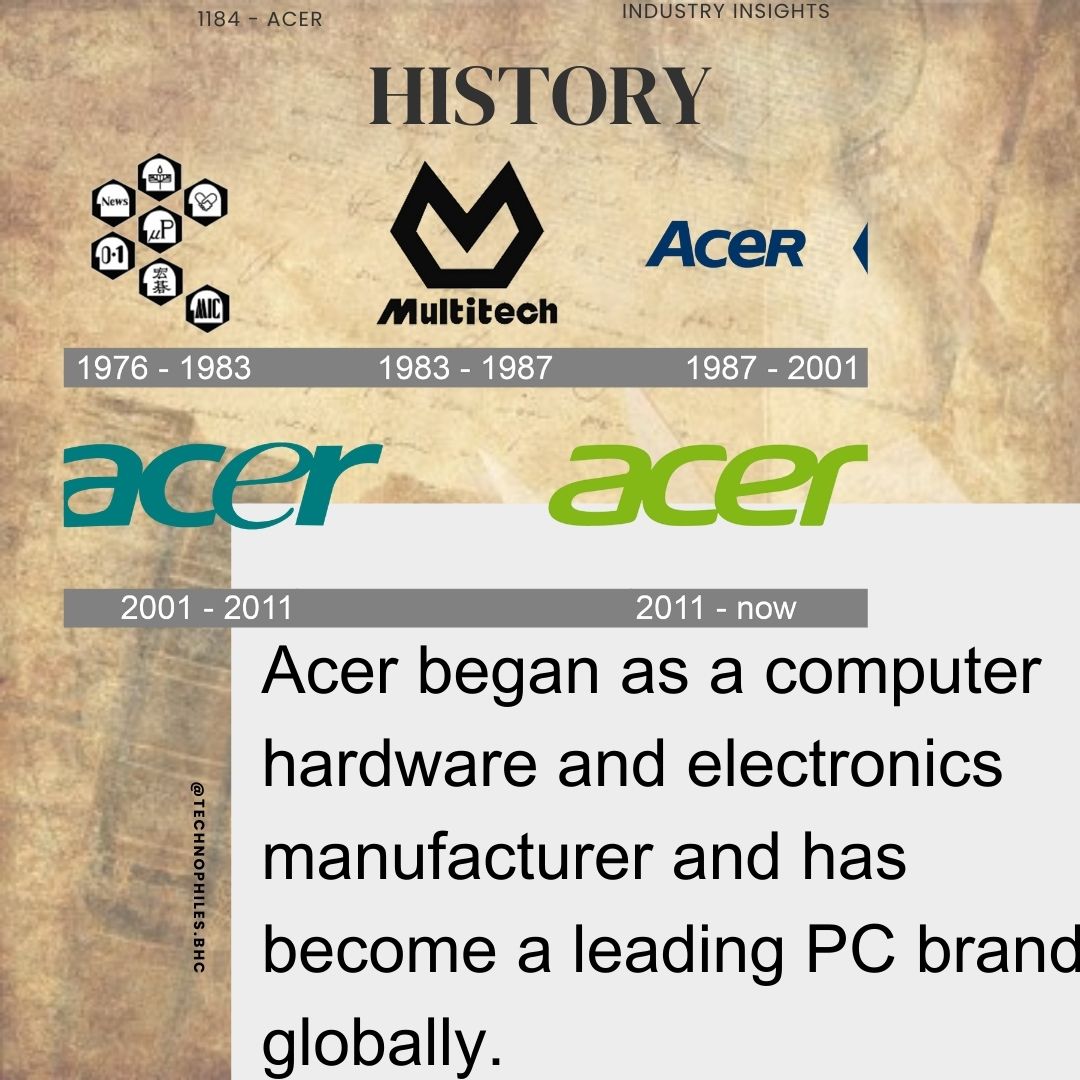 1184 - ACER
INDUSTRY INSIGHTS
HISTORY
News
µP
0·1
宏碁
MIC
Multitech
Acer
1976 - 1983
1983 - 1987
1987 - 2001
acer
acer
2001 - 2011
2011 - now
Acer began as a computer
hardware and electronics
manufacturer and has
become a leading PC brand
globally.
@TECHNOPHILES.BHC